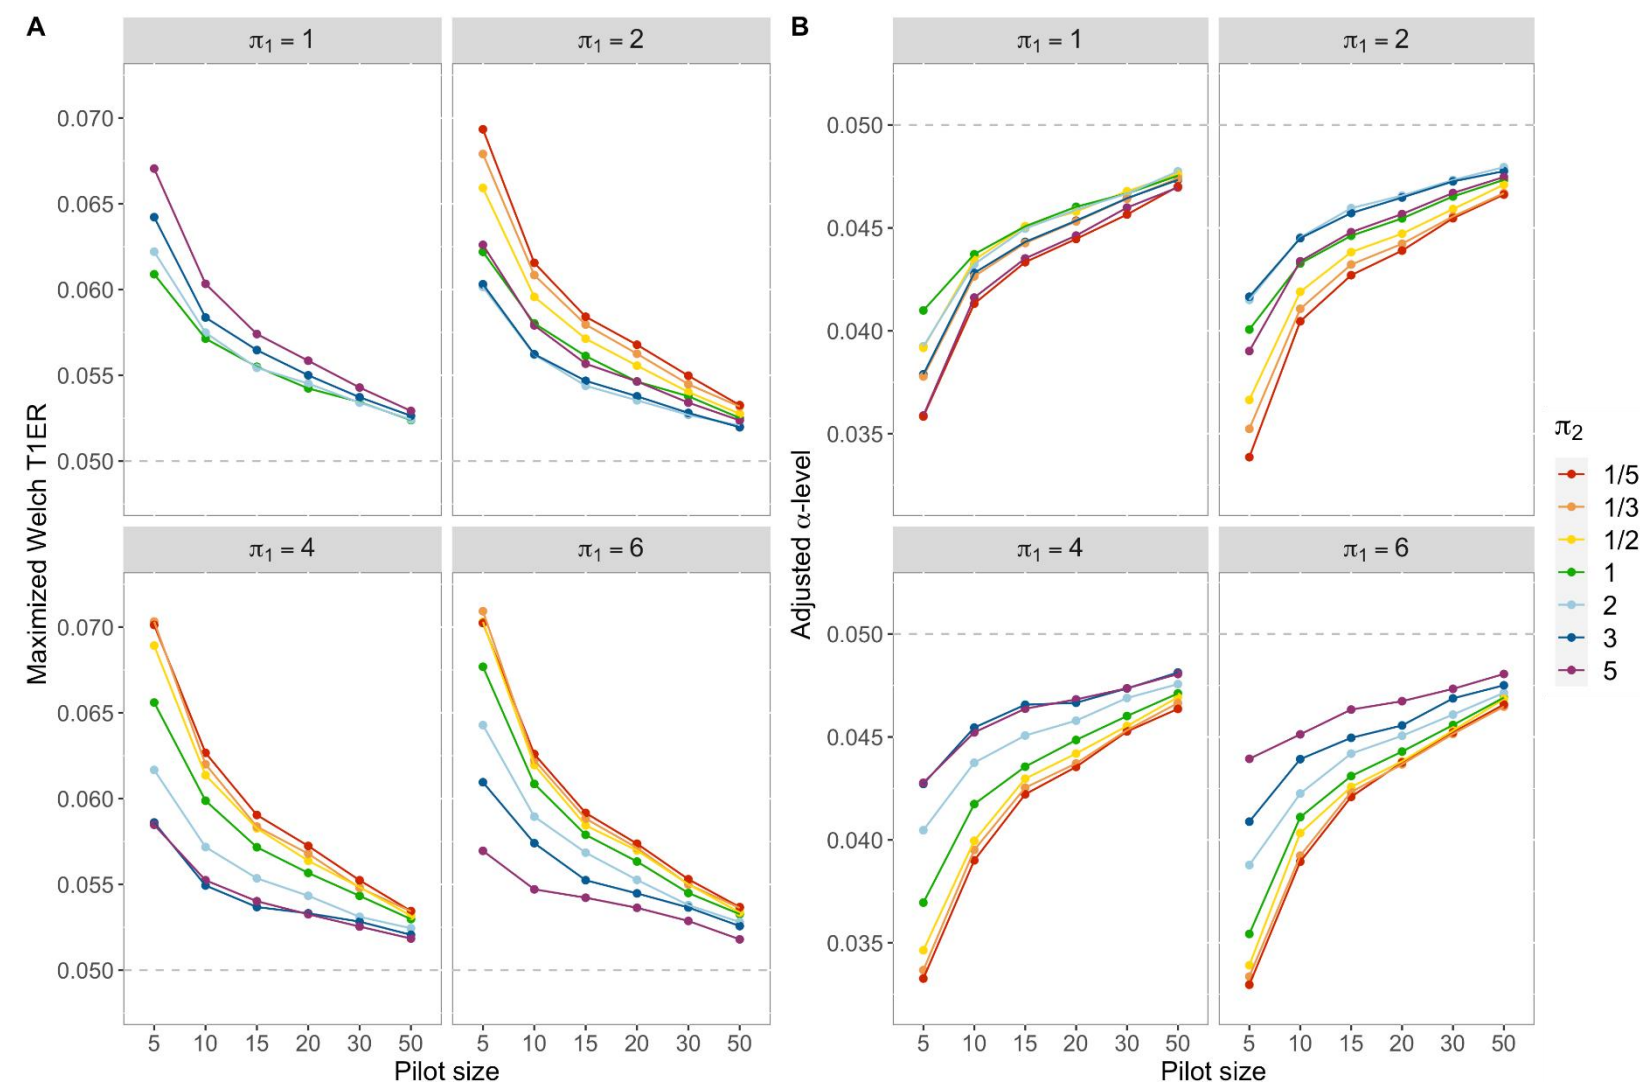 A
π1 = 1
π1 = 2
0.070
0.065
0.060
0.055
0.050
π1 = 4
π1 = 6
0.070
0.065
0.060
0.055
0.050
5 10 15 20 30 50
5 10 15 20 30 50
Pilot size
Maximized Welch T1ER
B
π1 = 1
π1 = 2
0.050
0.045
0.040
0.035
π1 = 4
π1 = 6
0.050
0.045
0.040
0.035
5 10 15 20 30 50
5 10 15 20 30 50
Pilot size
Adjusted α-level
π2
1/5
1/3
1/2
1
2
3
5